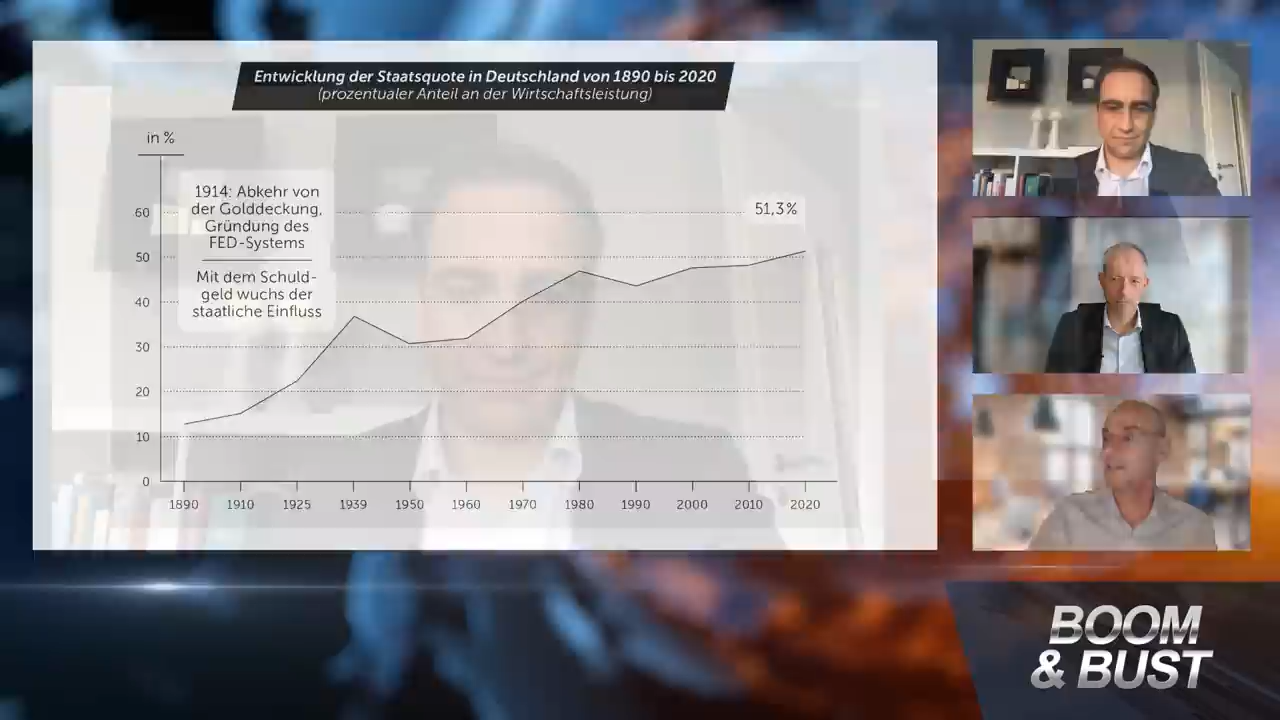 Entwicklung der Staatsquote in Deutschland von 1890 bis 2020
(prozentualer Anteil an der Wirtschaftsleistung)
in %
1914: Abkehr von
der Golddeckung,
Gründung des
FED-Systems
Mit dem Schuld-
geld wuchs der
staatliche Einfluss
51,3%
60
50
40
30
20
10
0
1890 1910 1925 1939 1950 1960 1970 1980 1990 2000 2010 2020
BOOM
& BUST